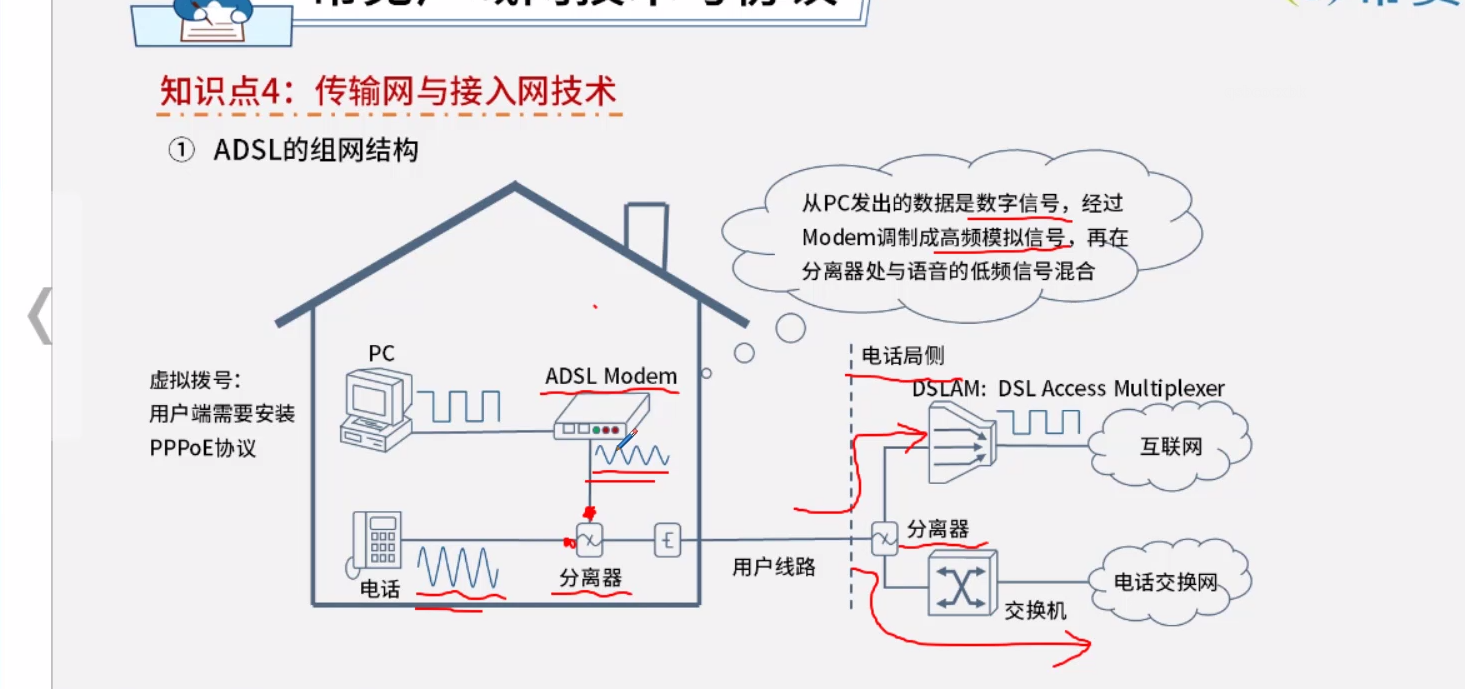 知识点4：传输网与接入网技术
① ADSL的组网结构
从PC发出的数据是数字信号，经过
Modem调制成高频模拟信号，再在
分离器处与语音的低频信号混合
虚拟拨号：
用户端需要安装
PPPoE协议
PC
ADSL Modem
电话
分离器
用户线路
电话局侧
DSLAM：DSL Access Multiplexer
互联网
分离器
交换机
电话交换网